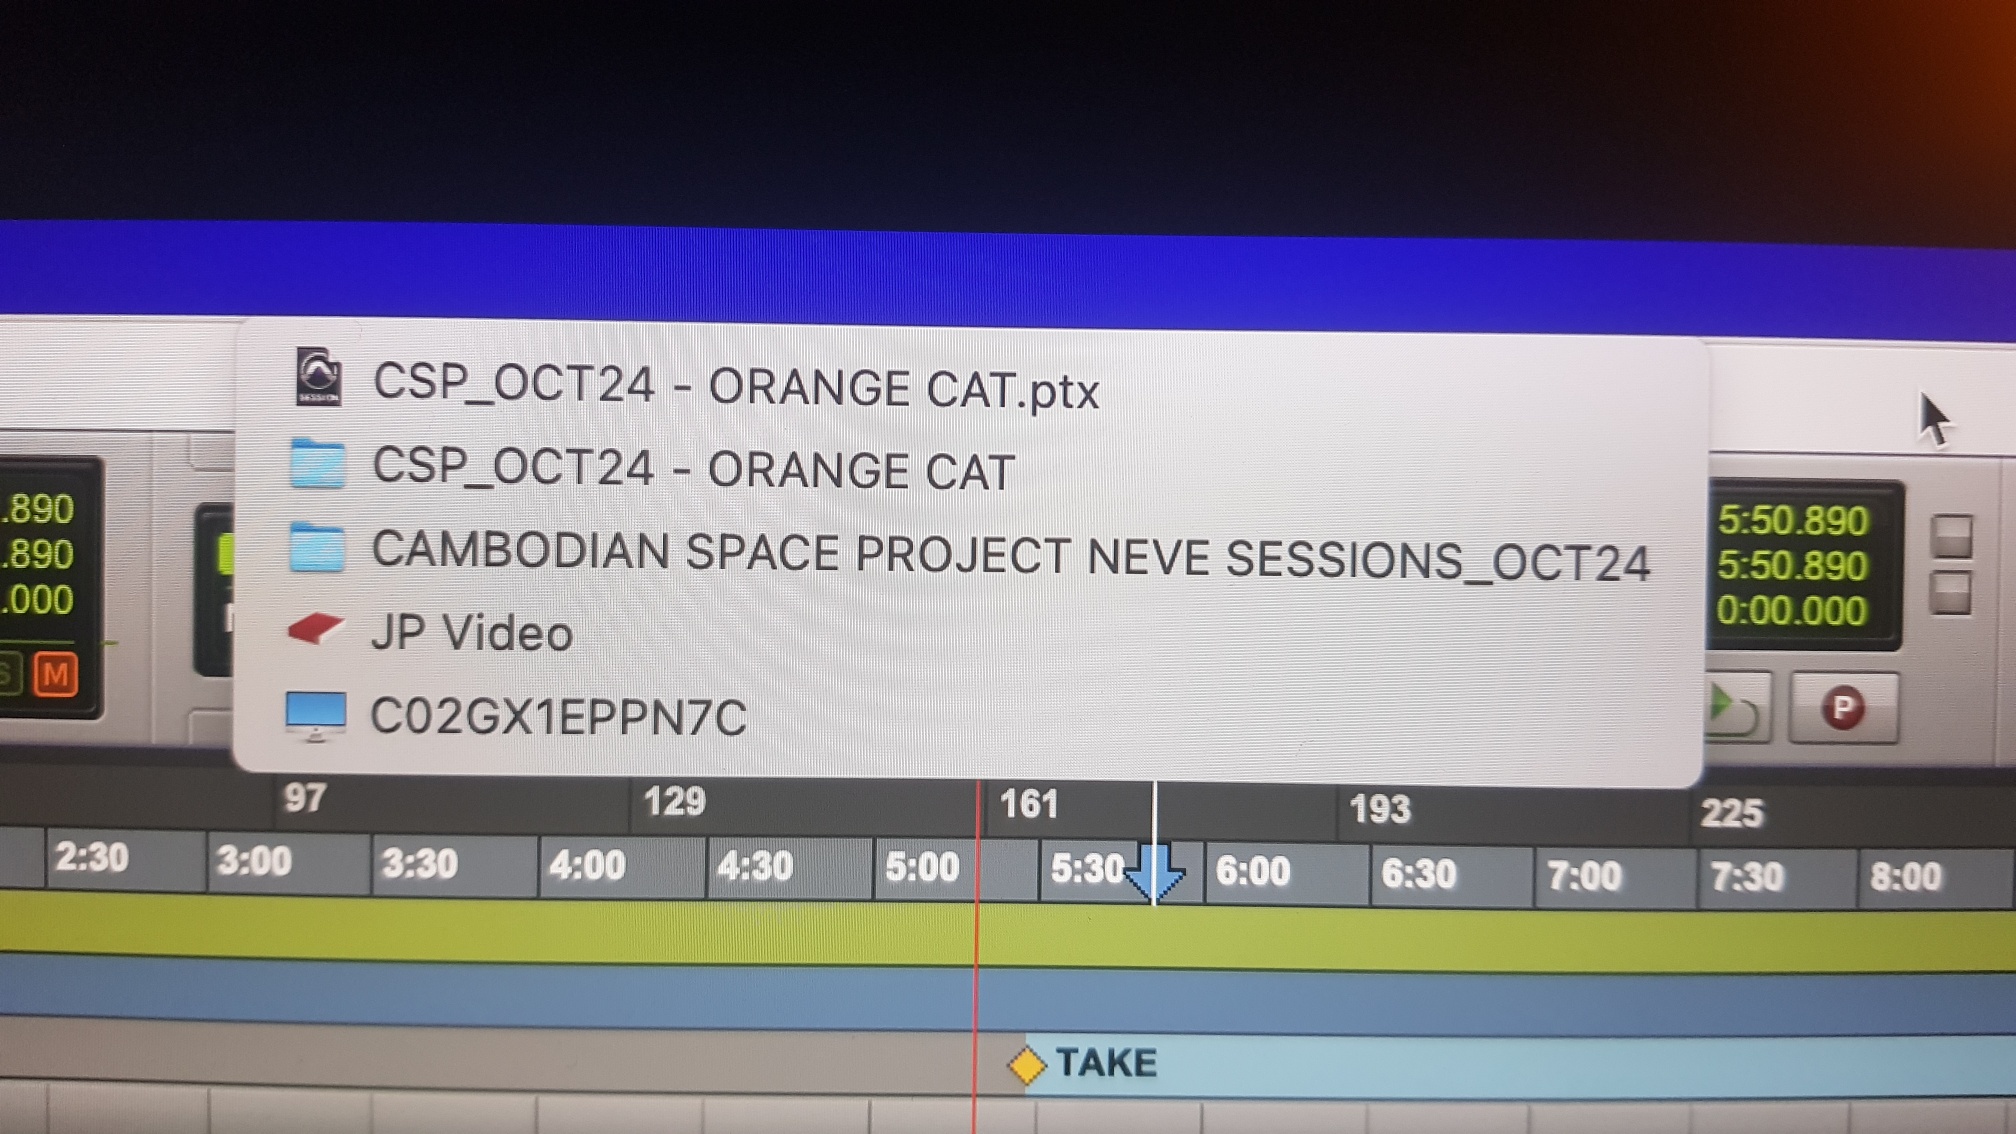 CSP_OCT24 - ORANGE CAT.ptx
CSP_OCT24 - ORANGE CAT
CAMBODIAN SPACE PROJECT NEVE SESSIONS_OCT24
JP Video
C02GX1EPPN7C
.890
.890
.000
S M
5:50.890
5:50.890
0:00.000
P
97 129 161 193 225
2:30 3:00 3:30 4:00 4:30 5:00 5:30 6:00 6:30 7:00 7:30 8:00
TAKE